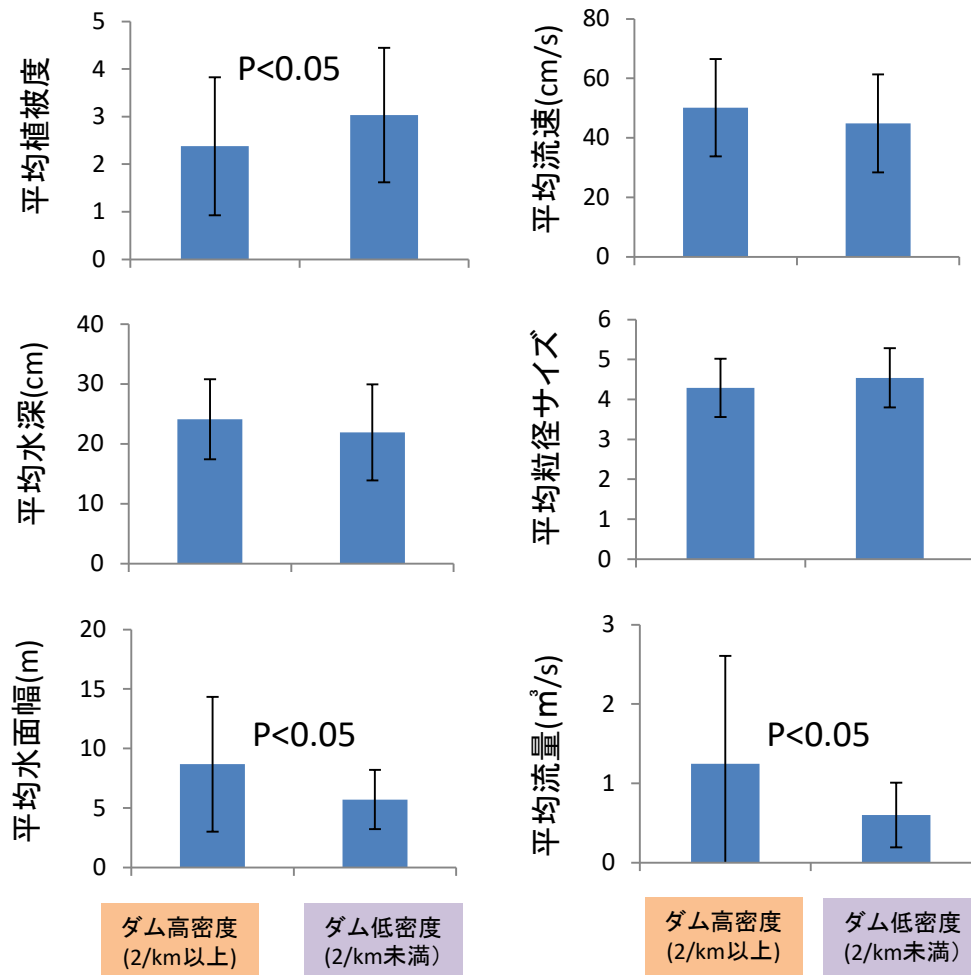 平均植被度
5
4
3
2
1
0
P<0.05
平均流速(cm/s)
80
60
40
20
0
平均水深(cm)
40
30
20
10
0
平均粒径サイズ
6
5
4
3
2
1
0
平均水面幅(m)
20
15
10
5
0
P<0.05
平均流量(㎥/s)
3
2
1
0
P<0.05
ダム高密度
(2/km以上)
ダム低密度
(2/km未満）
ダム高密度
(2/km以上)
ダム低密度
(2/km未満）